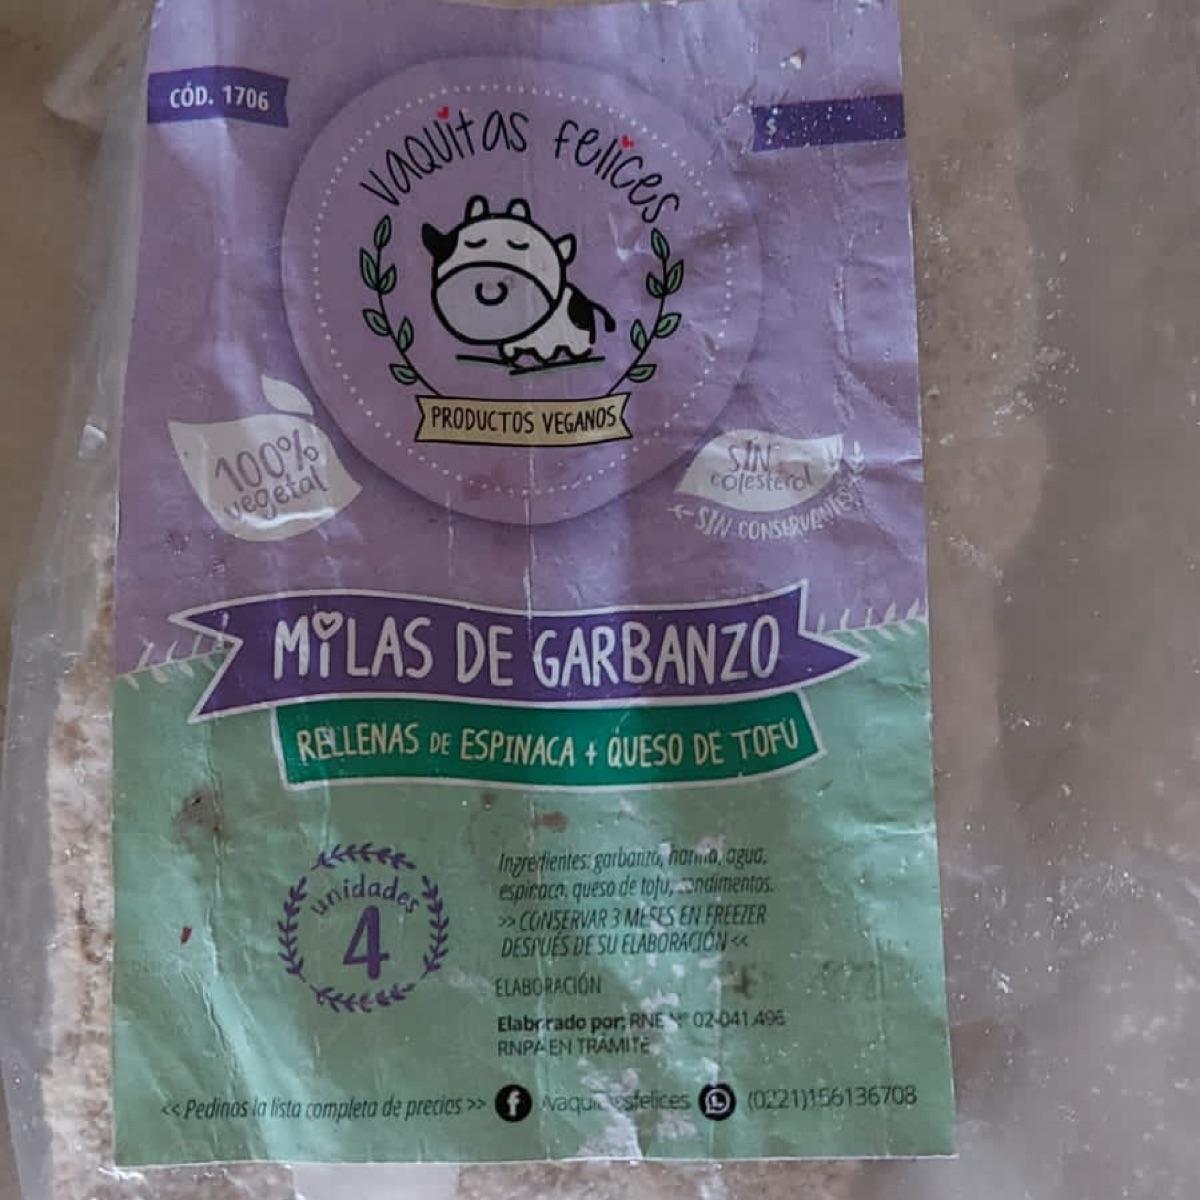 CÓD. 1706
$
vaquitas felices
PRODUCTOS VEGANOS
100%
vegetal
SIN
colesterol
SIN CONSERVANTES
MiLAS DE GARBANZO
RELLENAS DE ESPINACA + QUESO DE TOFU
unidades
4
Ingredientes: garbanzo, harina, agua,
espinaca, queso de tofu, condimentos.
>> CONSERVAR 3 MESES EN FREEZER
DESPUÉS DE SU ELABORACIÓN <<
ELABORACIÓN
Elaborado por: RNE Nº 02-041.496
RNPA EN TRÁMITE
<< Pedinos la lista completa de precios >> /vaquitasfelices (0221)156136708